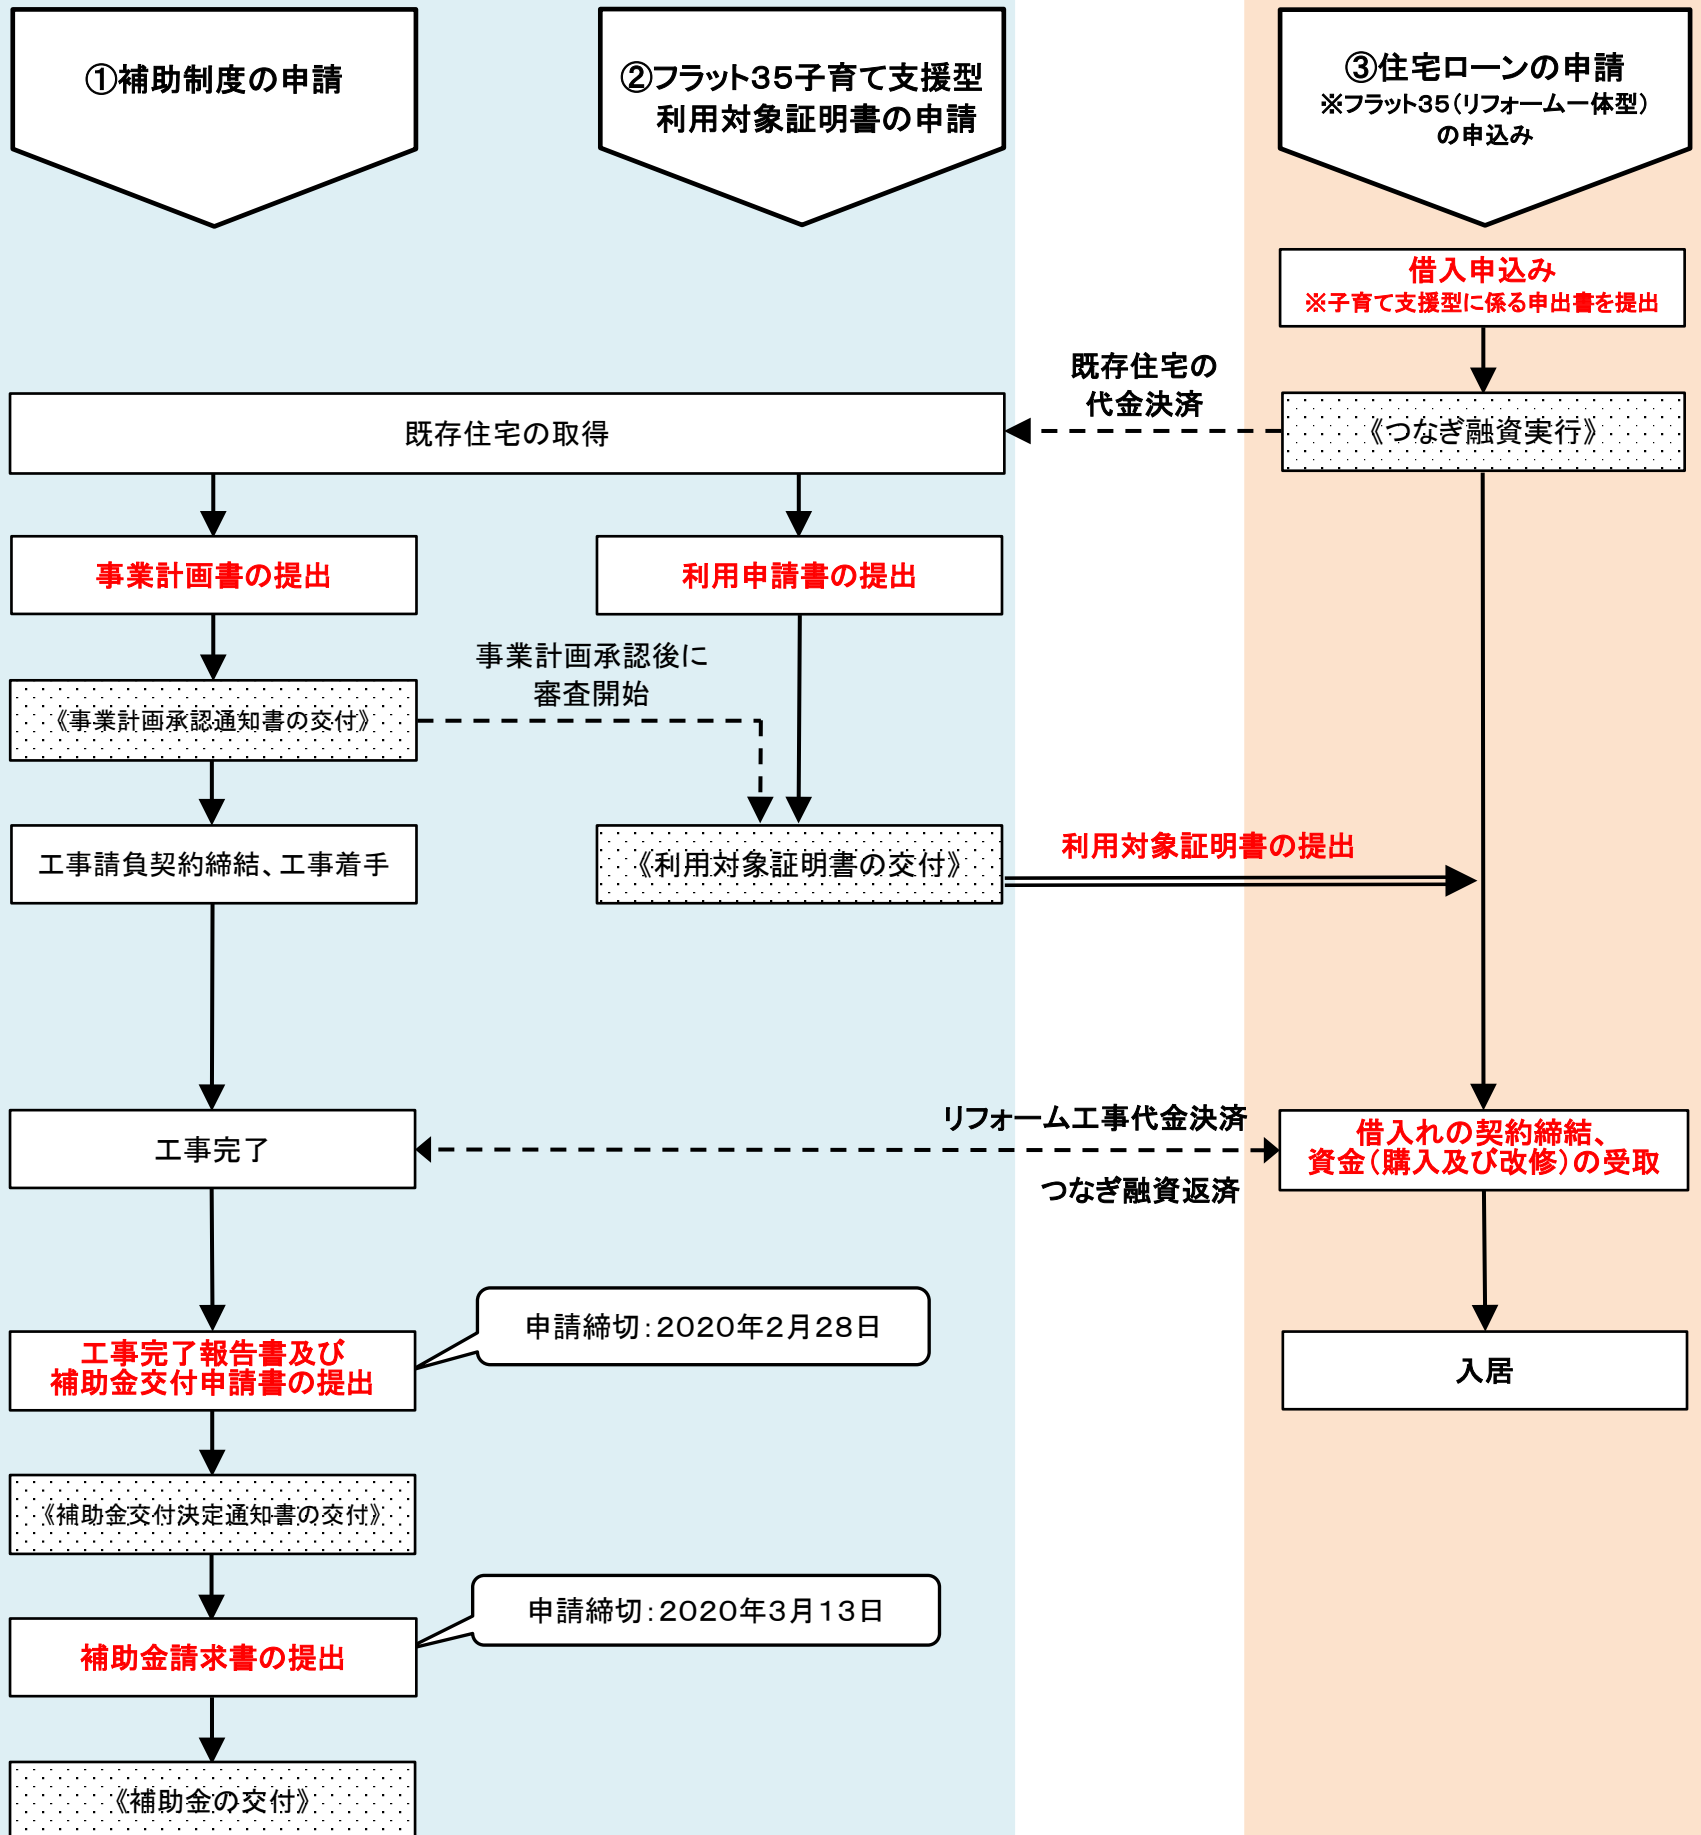 ①補助制度の申請
②フラット35子育て支援型
利用対象証明書の申請
③住宅ローンの申請
※フラット35(リフォーム一体型)
の申込み
借入申込み
※子育て支援型に係る申出書を提出
既存住宅の
代金決済
既存住宅の取得
《つなぎ融資実行》
事業計画書の提出
利用申請書の提出
事業計画承認後に
審査開始
《事業計画承認通知書の交付》
工事請負契約締結、工事着手
《利用対象証明書の交付》
利用対象証明書の提出
工事完了
リフォーム工事代金決済
つなぎ融資返済
借入れの契約締結、
資金(購入及び改修)の受取
申請締切:2020年2月28日
工事完了報告書及び
補助金交付申請書の提出
入居
《補助金交付決定通知書の交付》
申請締切:2020年3月13日
補助金請求書の提出
《補助金の交付》